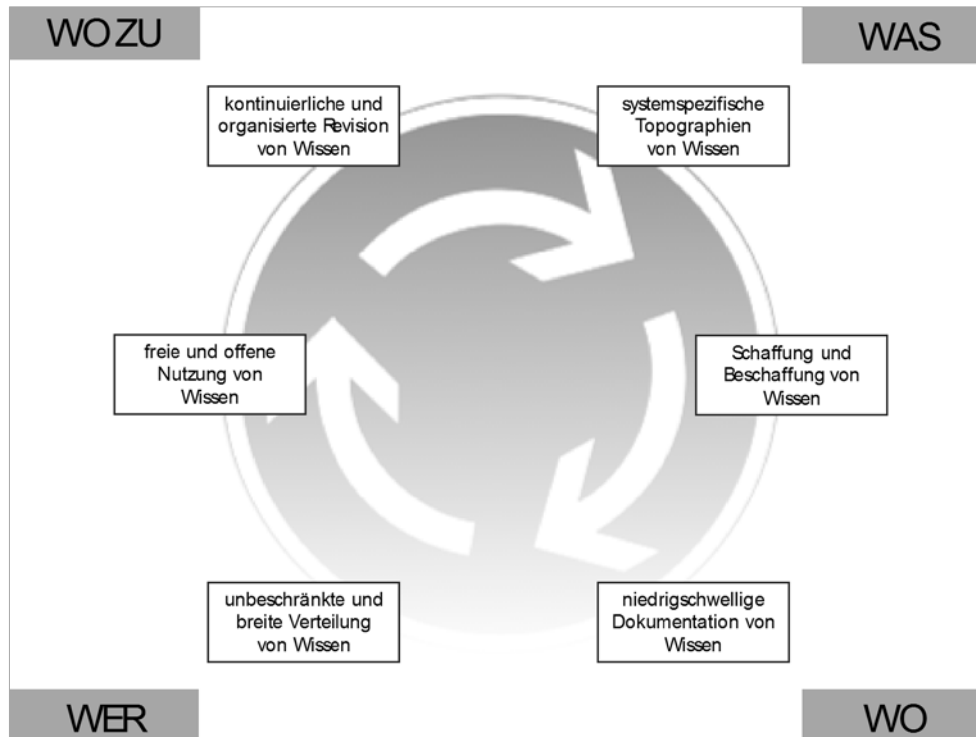 WOZU
WAS
kontinuierliche und
organisierte Revision
von Wissen
systemspezifische
Topographien
von Wissen
freie und offene
Nutzung von
Wissen
Schaffung und
Beschaffung von
Wissen
unbeschränkte und
breite Verteilung
von Wissen
niedrigschwellige
Dokumentation von
Wissen
WER
WO